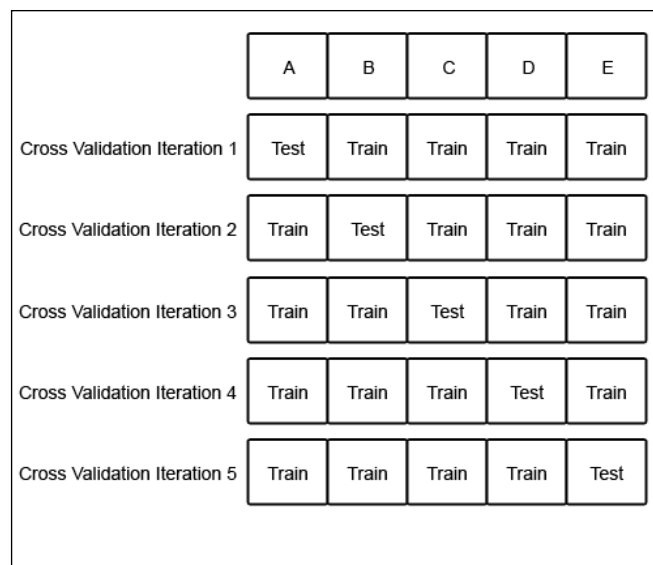 A B C D E
Cross Validation Iteration 1 Test Train Train Train Train
Cross Validation Iteration 2 Train Test Train Train Train
Cross Validation Iteration 3 Train Train Test Train Train
Cross Validation Iteration 4 Train Train Train Test Train
Cross Validation Iteration 5 Train Train Train Train Test